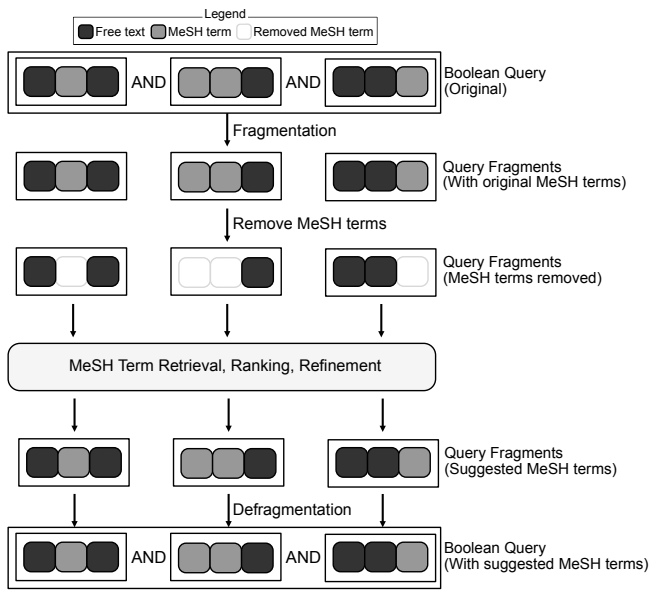 Legend
Free text MeSH term Removed MeSH term
AND AND Boolean Query
(Original)
Fragmentation
Query Fragments
(With original MeSH terms)
Remove MeSH terms
Query Fragments
(MeSH terms removed)
MeSH Term Retrieval, Ranking, Refinement
Query Fragments
(Suggested MeSH terms)
Defragmentation
AND AND Boolean Query
(With suggested MeSH terms)